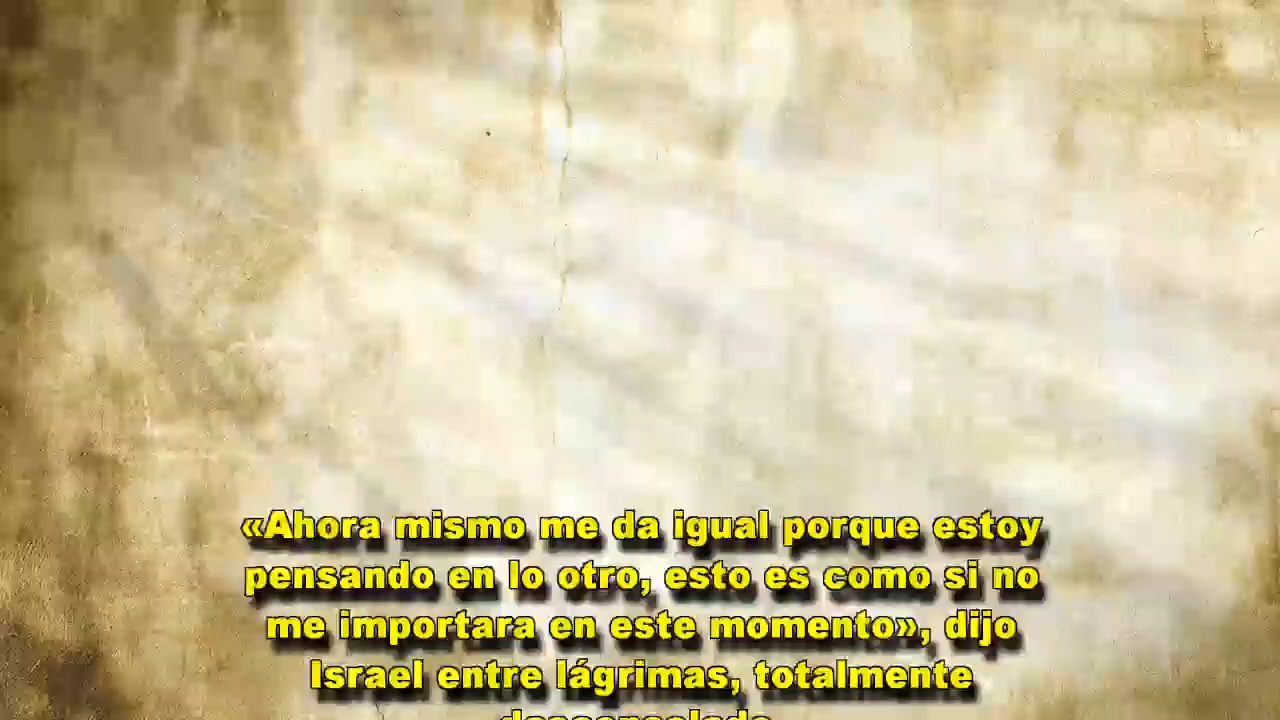 «Ahora mismo me da igual porque estoy
pensando en lo otro, esto es como si no
me importara en este momento», dijo
Israel entre lágrimas, totalmente